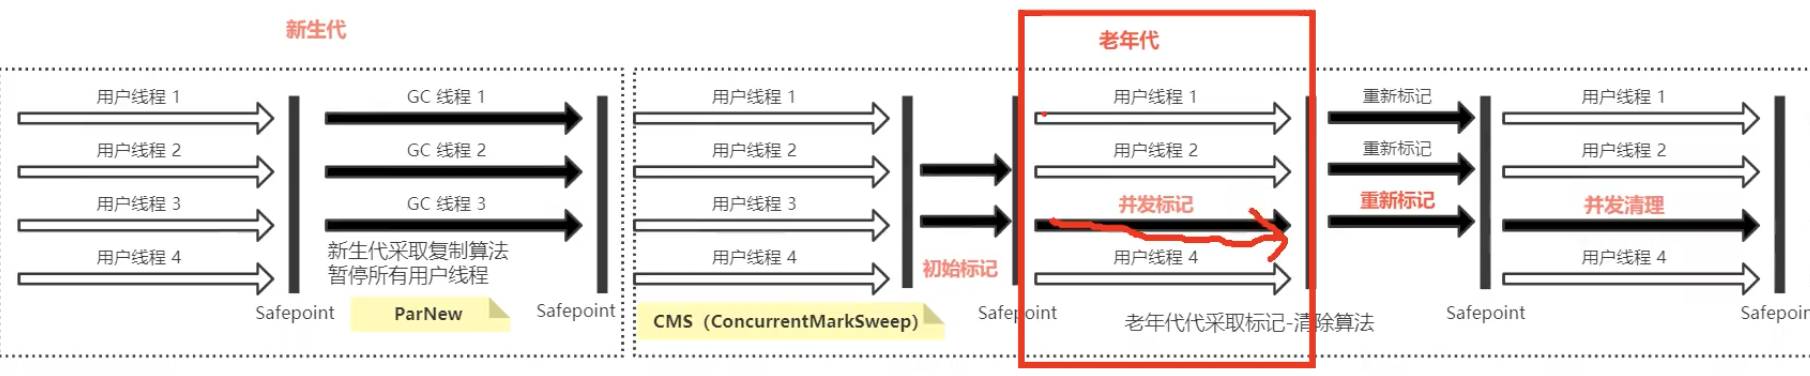 新生代
老年代
用户线程 1
GC 线程 1
用户线程 1
用户线程 1
重新标记
用户线程 1
用户线程 2
GC 线程 2
用户线程 2
用户线程 2
重新标记
用户线程 2
用户线程 3
GC 线程 3
用户线程 3
并发标记
重新标记
并发清理
用户线程 4
新生代采取复制算法
暂停所有用户线程
用户线程 4
初始标记
用户线程 4
用户线程 4
Safepoint
ParNew
Safepoint
CMS（ConcurrentMarkSweep）
Safepoint
老年代代采取标记-清除算法
Safepoint
Safepoin